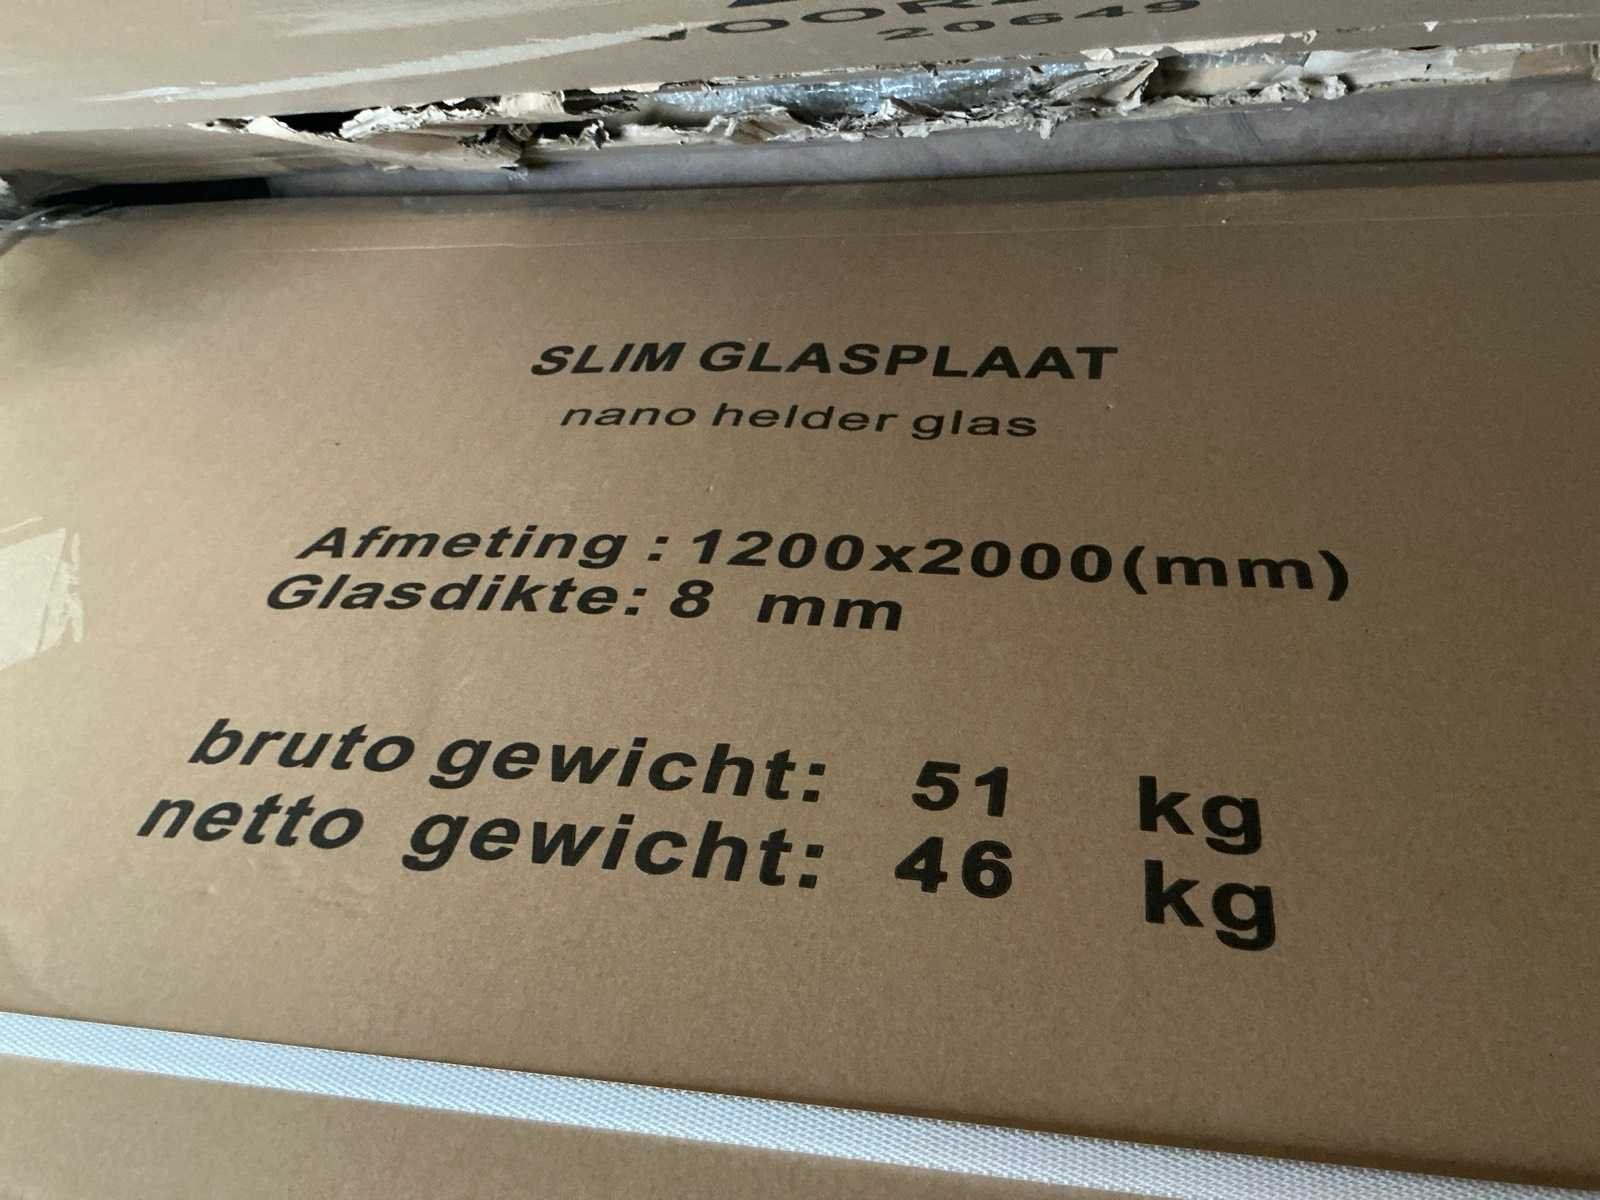 20649
SLIM GLASPLAAT
nano helder glas
Afmeting : 1200x2000(mm)
Glasdikte: 8 mm
bruto gewicht: 51 kg
netto gewicht: 46 kg